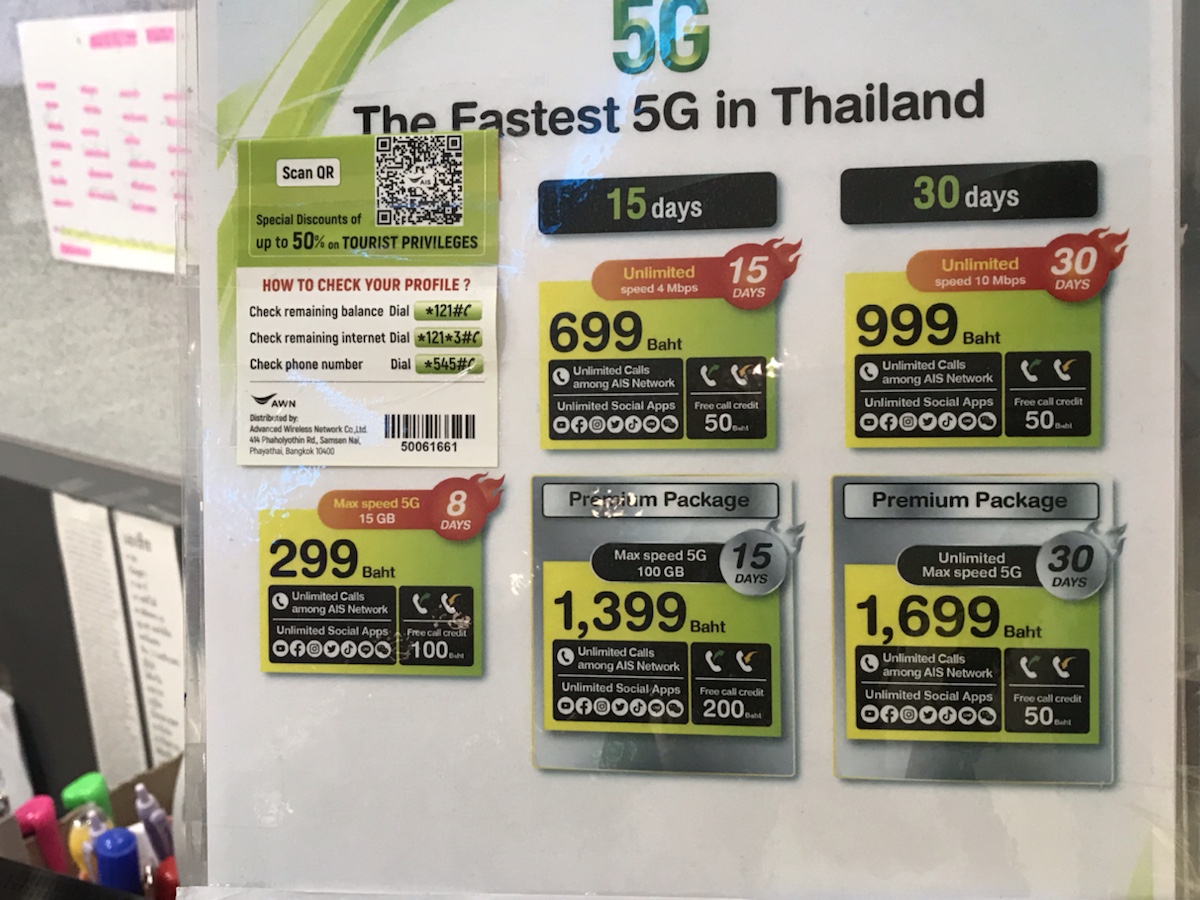 5G
The Fastest 5G in Thailand
Scan QR
AIS
Special Discounts of
up to 50% on TOURIST PRIVILEGES
HOW TO CHECK YOUR PROFILE ?
Check remaining balance Dial *121#
Check remaining internet Dial *121*3#
Check phone number Dial *545#
AWN
Distributed by:
Advanced Wireless Network Co.,Ltd.
414 Phaholyothin Rd., Samsen Nai,
Phayathai, Bangkok 10400
50061661
15 days
Unlimited
speed 4 Mbps
15
DAYS
699 Baht
Unlimited Calls
among AIS Network
Unlimited Social Apps
Free call credit
50 Baht
30 days
Unlimited
speed 10 Mbps
30
DAYS
999 Baht
Unlimited Calls
among AIS Network
Unlimited Social Apps
Free call credit
50 Baht
Max speed 5G
15 GB
8
DAYS
299 Baht
Unlimited Calls
among AIS Network
Unlimited Social Apps
Free call credit
100 Baht
Premium Package
Max speed 5G
100 GB
15
DAYS
1,399 Baht
Unlimited Calls
among AIS Network
Unlimited Social Apps
Free call credit
200 Baht
Premium Package
Unlimited
Max speed 5G
30
DAYS
1,699 Baht
Unlimited Calls
among AIS Network
Unlimited Social Apps
Free call credit
50 Baht